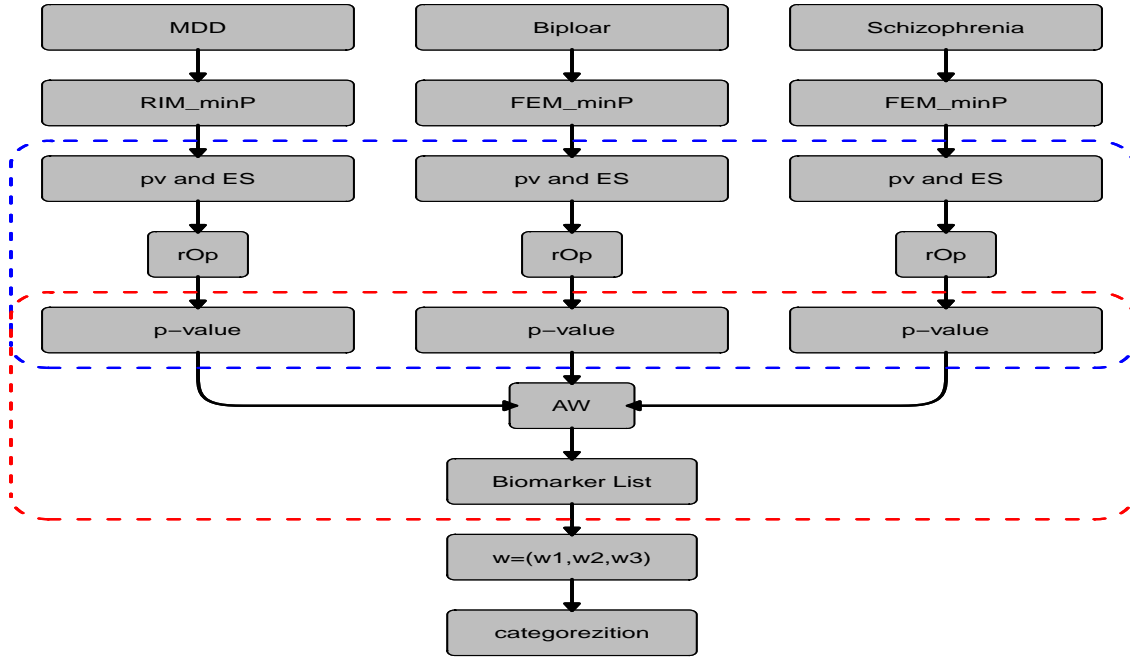 MDD
Biploar
Schizophrenia
RIM_minP
FEM_minP
FEM_minP
pv and ES
pv and ES
pv and ES
rOp
rOp
rOp
p−value
p−value
p−value
AW
Biomarker List
w=(w1,w2,w3)
categorezition